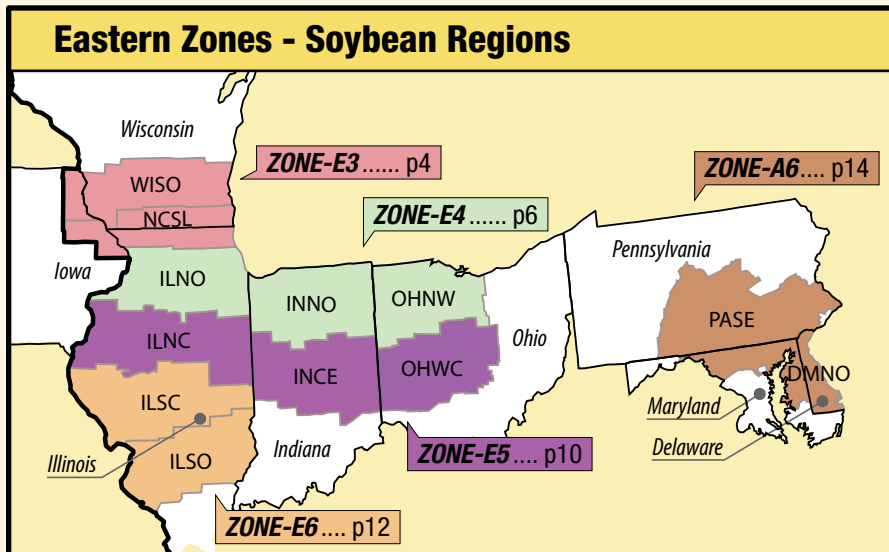 Eastern Zones - Soybean Regions
Wisconsin
ZONE-E3 ...... p4
ZONE-A6 .... p14
WISO
NCSL
ZONE-E4 ...... p6
Pennsylvania
Iowa
ILNO
INNO
OHNW
PASE
Ohio
ILNC
INCE
OHWC
DMNO
ILSC
Maryland
Illinois
Indiana
ZONE-E5 .... p10
Delaware
ILSO
ZONE-E6 .... p12